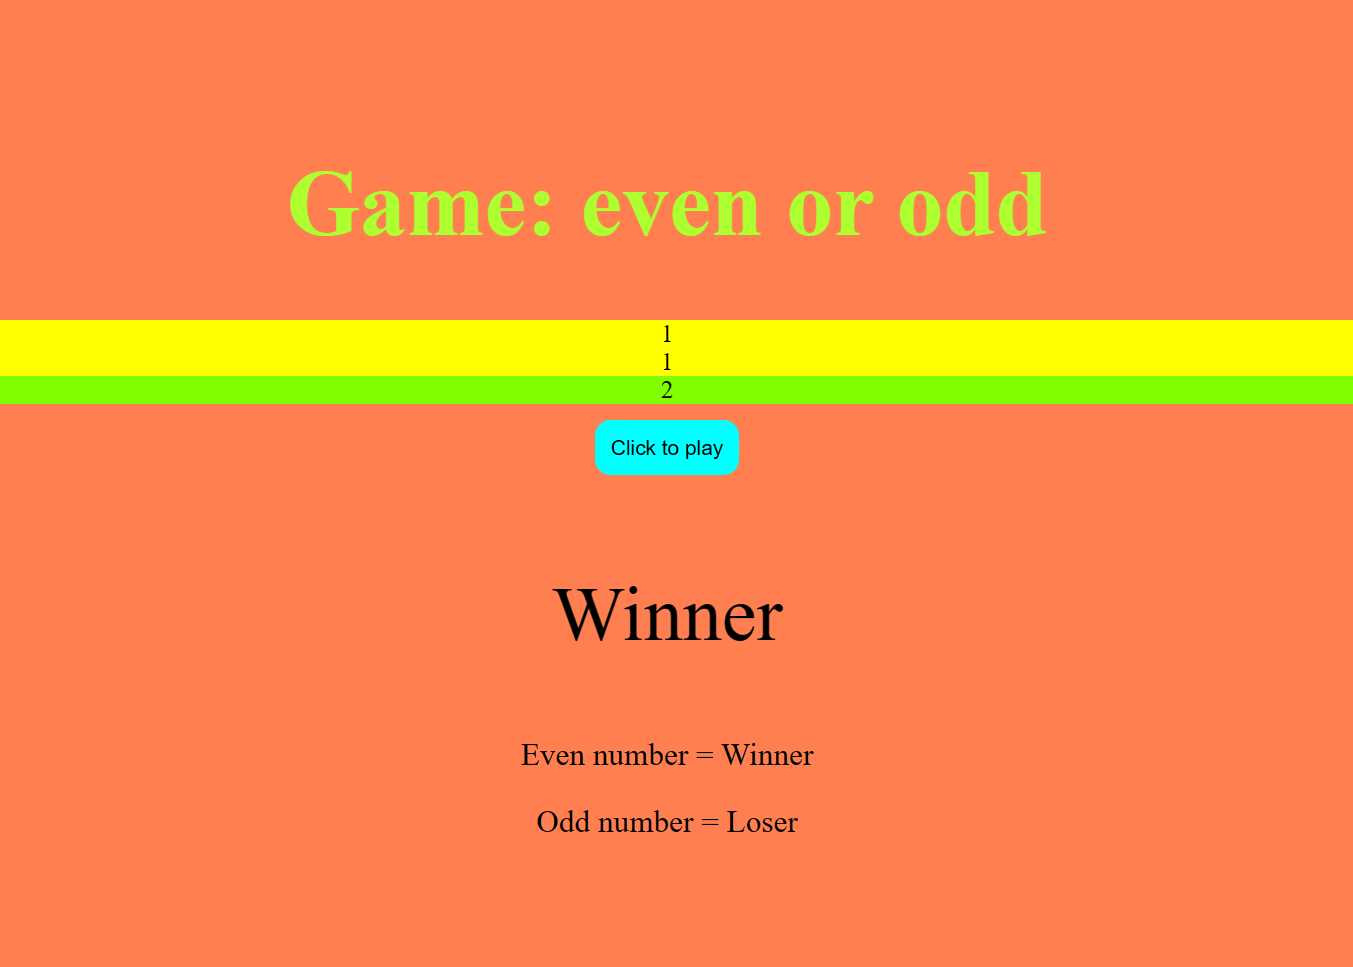 Game: even or odd
1
1
2
Click to play
Winner
Even number = Winner
Odd number = Loser